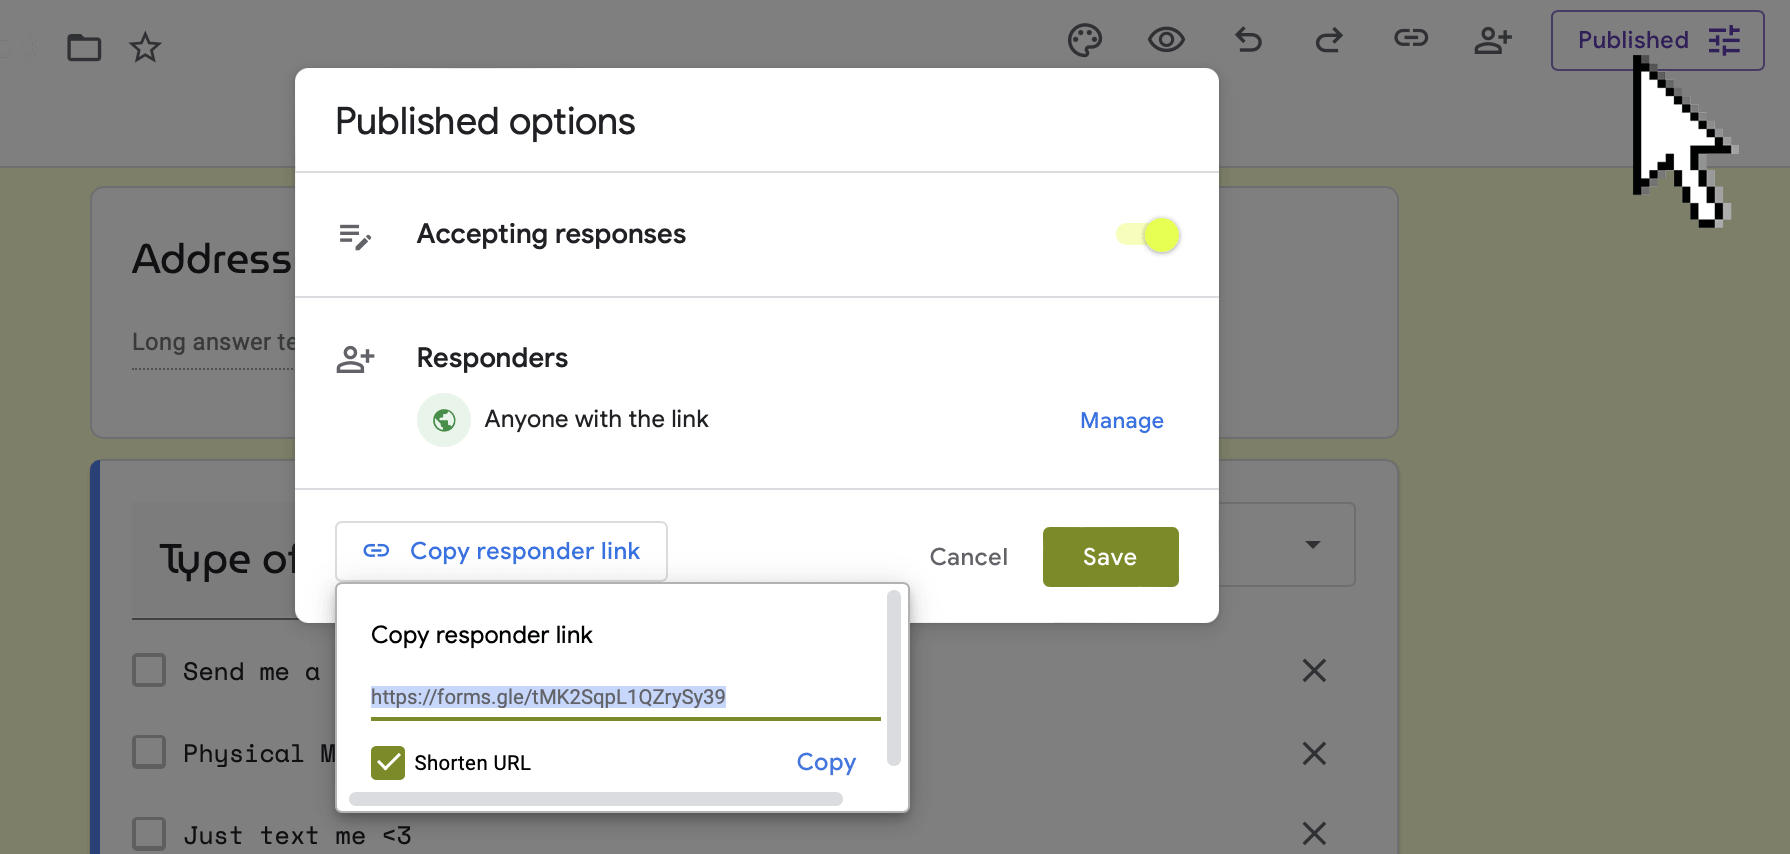 Published
Published options
Accepting responses
Address
Long answer te
Responders
Anyone with the link
Manage
Type of
Copy responder link
Cancel
Save
Copy responder link
https://forms.gle/tMK2SqpL1QZrySy39
Shorten URL
Copy
Send me a
Physical M
Just text me <3